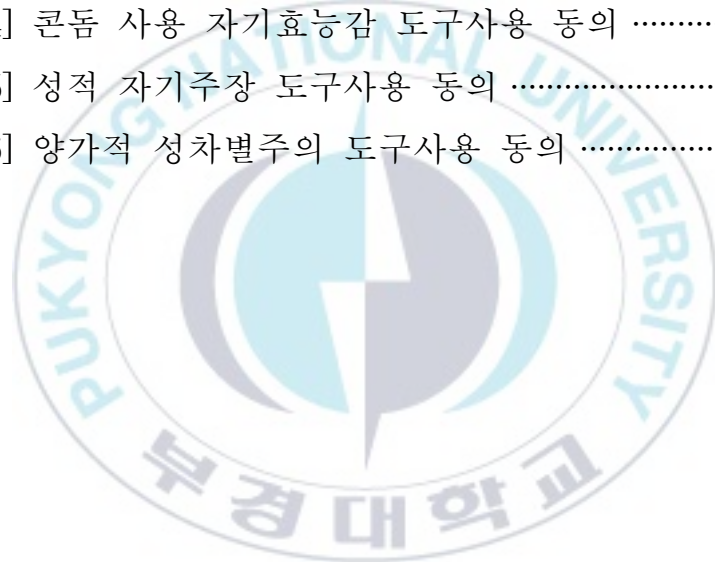 ] 콘돔 사용 자기효능감 도구사용 동의 ·········
] 성적 자기주장 도구사용 동의 ······················
] 양가적 성차별주의 도구사용 동의 ···············
PUKYONG NATIONAL UNIVERSITY
부경대학교